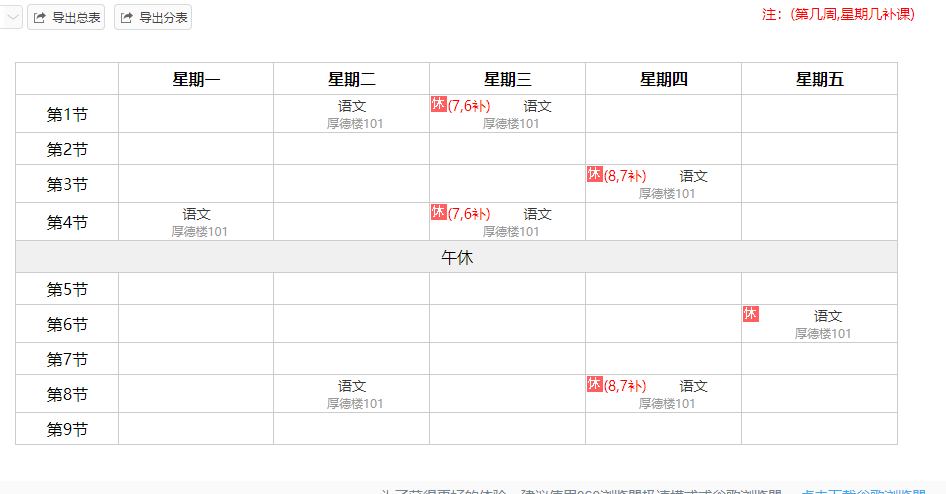 导出总表 导出分表 注：(第几周,星期几补课)
星期一 星期二 星期三 星期四 星期五
第1节 语文 休(7,6补) 语文
厚德楼101 厚德楼101
第2节
第3节 休(8,7补) 语文
厚德楼101
第4节 语文 休(7,6补) 语文
厚德楼101 厚德楼101
午休
第5节
第6节 休 语文
厚德楼101
第7节
第8节 语文 休(8,7补) 语文
厚德楼101 厚德楼101
第9节